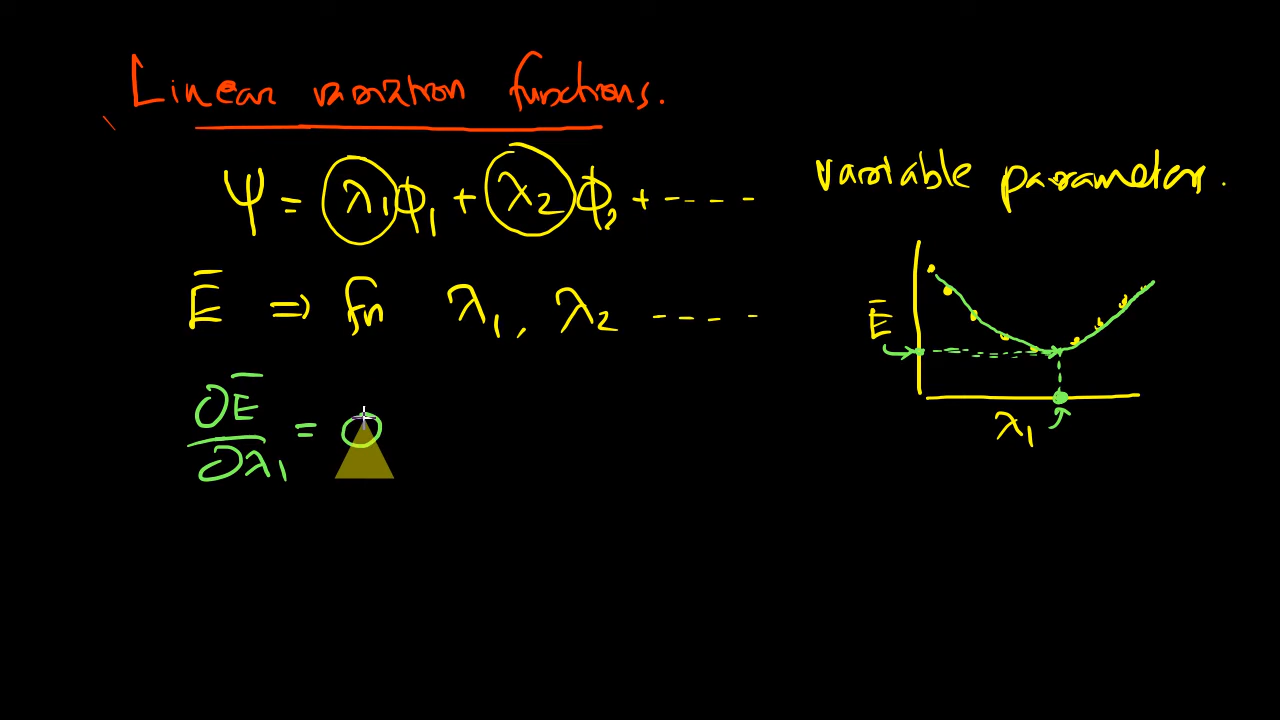 Linear variation functions.
ψ = λ1ϕ1 + λ2ϕ2 + -----
variable parameter.
Ē ⇒ fn λ1, λ2 -----
Ē
λ1
∂Ē/∂λ1 = 0